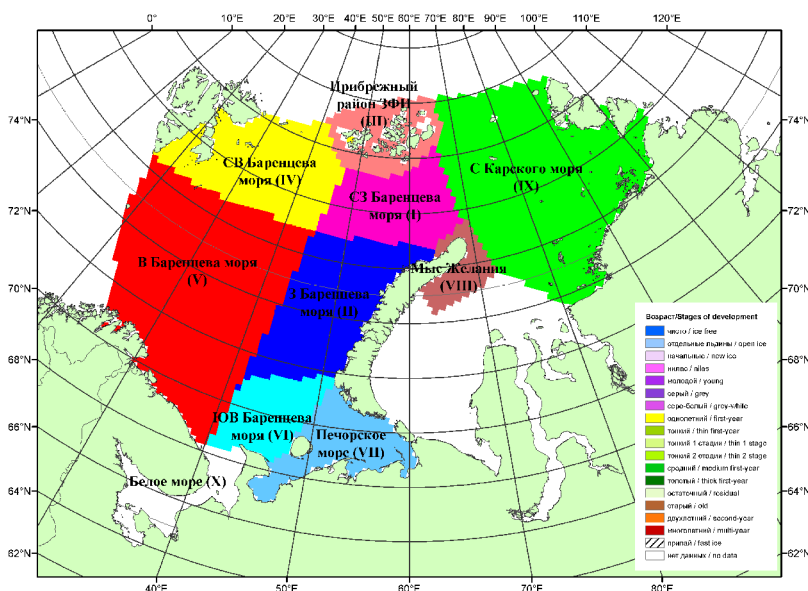 0° 10°E 20°E 30°E 40°E 50°E 60°E 70°E 80°E 90°E 100°E 120°E
74°N
72°N
70°N
68°N
66°N
64°N
62°N
74°N
72°N
70°N
68°N
66°N
64°N
62°N
Прибрежный
район ЗФИ
(III)
СВ Баренцева
моря (IV)
СЗ Баренцева
моря (I)
С Карского моря
(IX)
В Баренцева моря
(V)
З Баренцева
моря (II)
Мыс Желания
(VIII)
ЮВ Баренцева
моря (VI)
Печорское
море (VII)
Белое море (X)
Возраст/Stages of development
чисто / ice free
отдельные льдины / open ice
начальные / new ice
нилас / nilas
молодой / young
серый / grey
серо-белый / grey-white
однолетний / first-year
тонкий / thin first-year
тонкий 1 стадии / thin 1 stage
тонкий 2 стадии / thin 2 stage
средний / medium first-year
толстый / thick first-year
остаточный / residual
старый / old
двухлетний / second-year
многолетний / multi-year
припай / fast ice
нет данных / no data
40°E 50°E 60°E 70°E 80°E